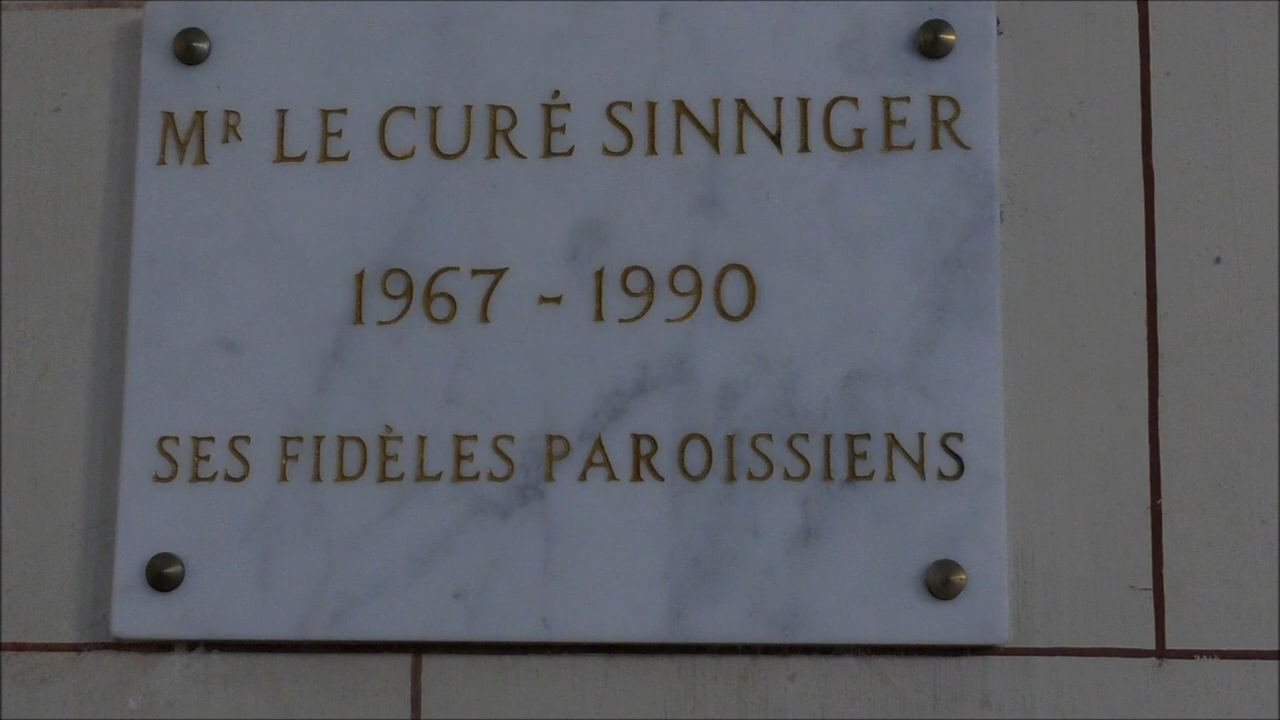 Mᴿ LE CURÉ SINNIGER
1967 - 1990
SES FIDÈLES PAROISSIENS